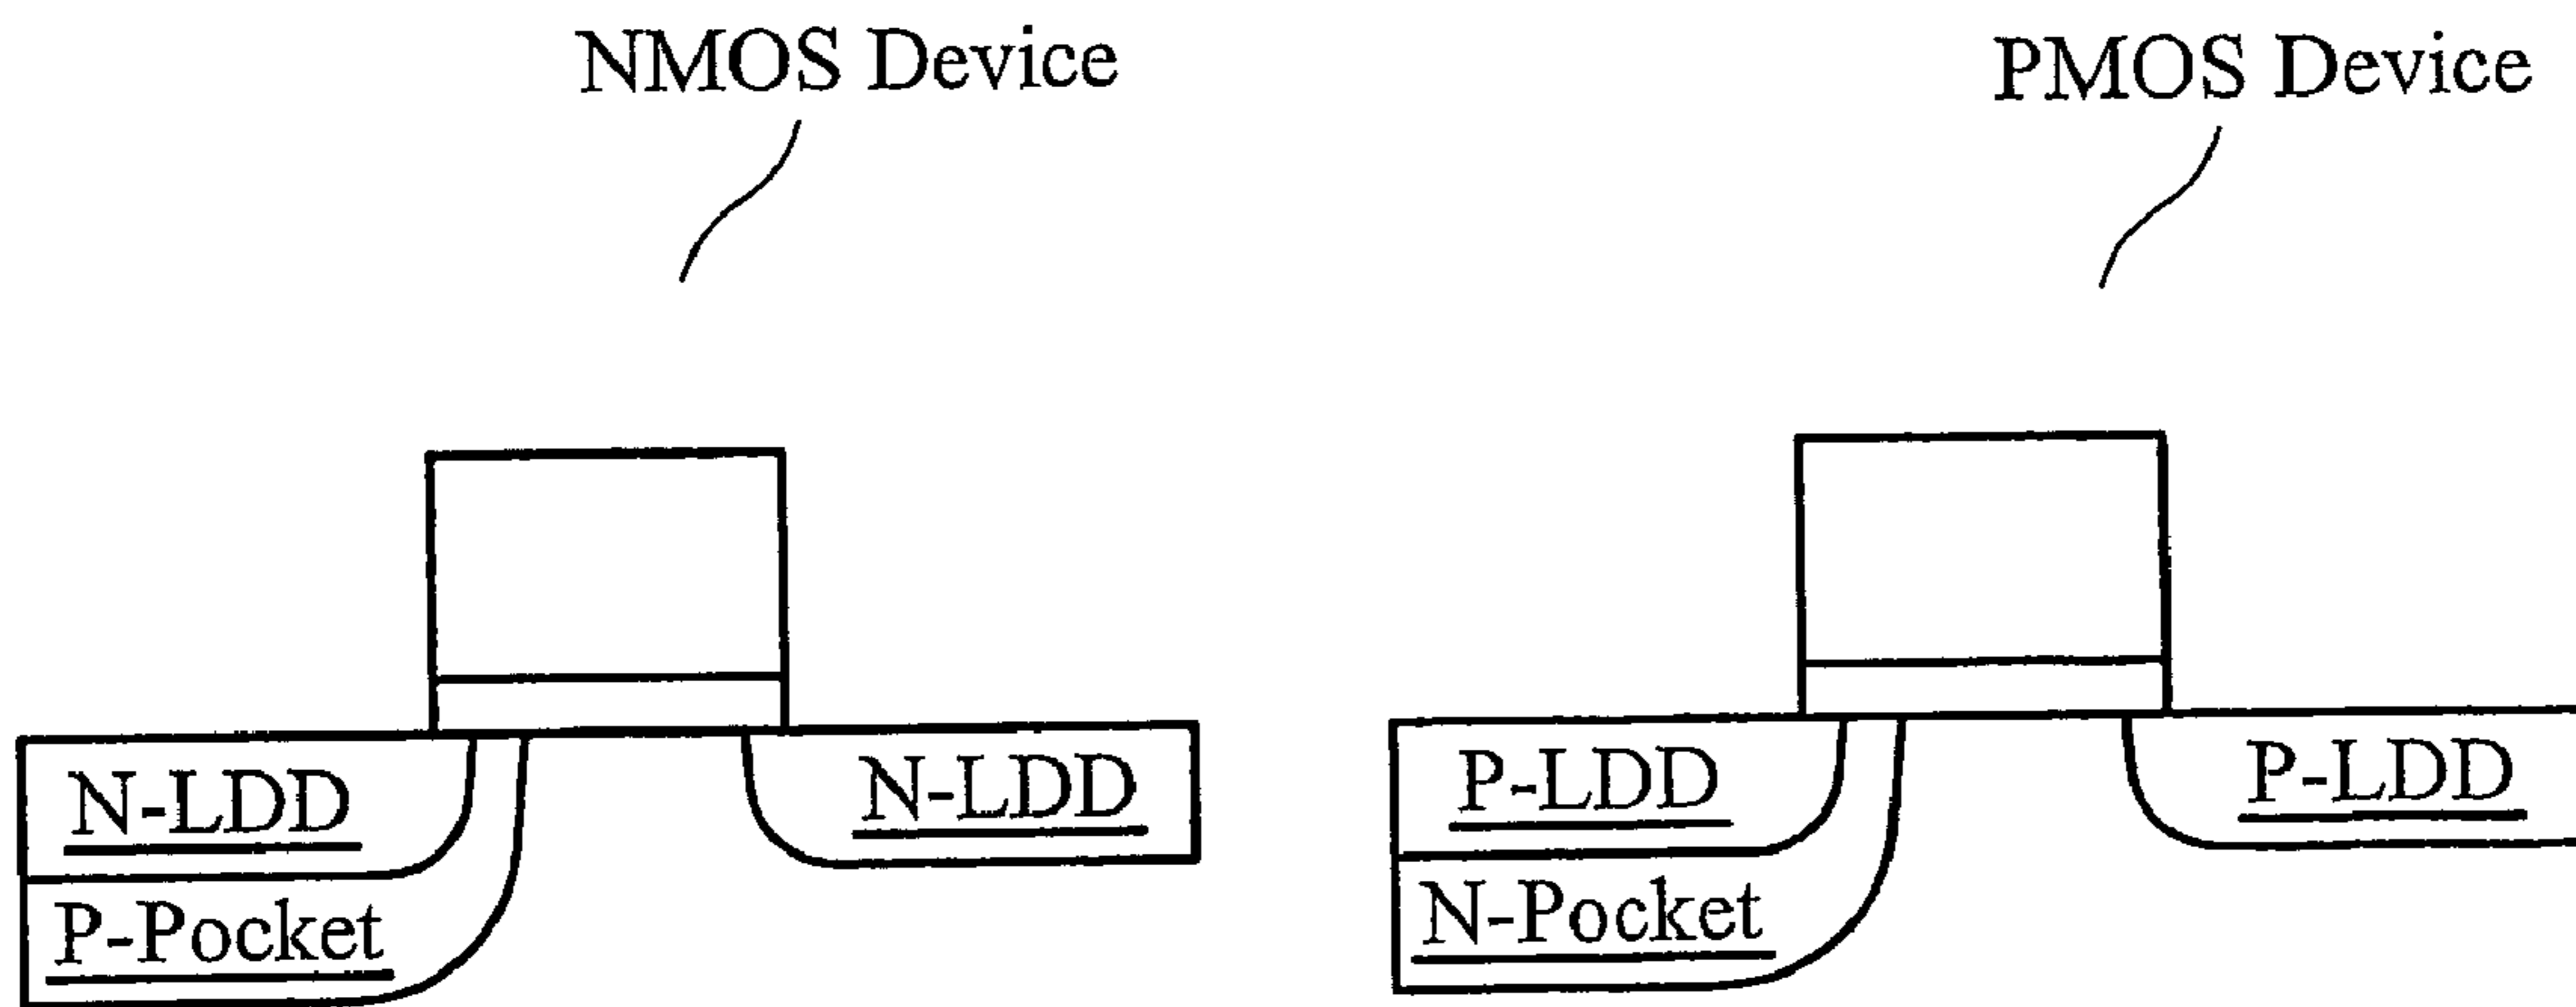 NMOS Device
PMOS Device
N-LDD
N-LDD
P-Pocket
P-LDD
P-LDD
N-Pocket